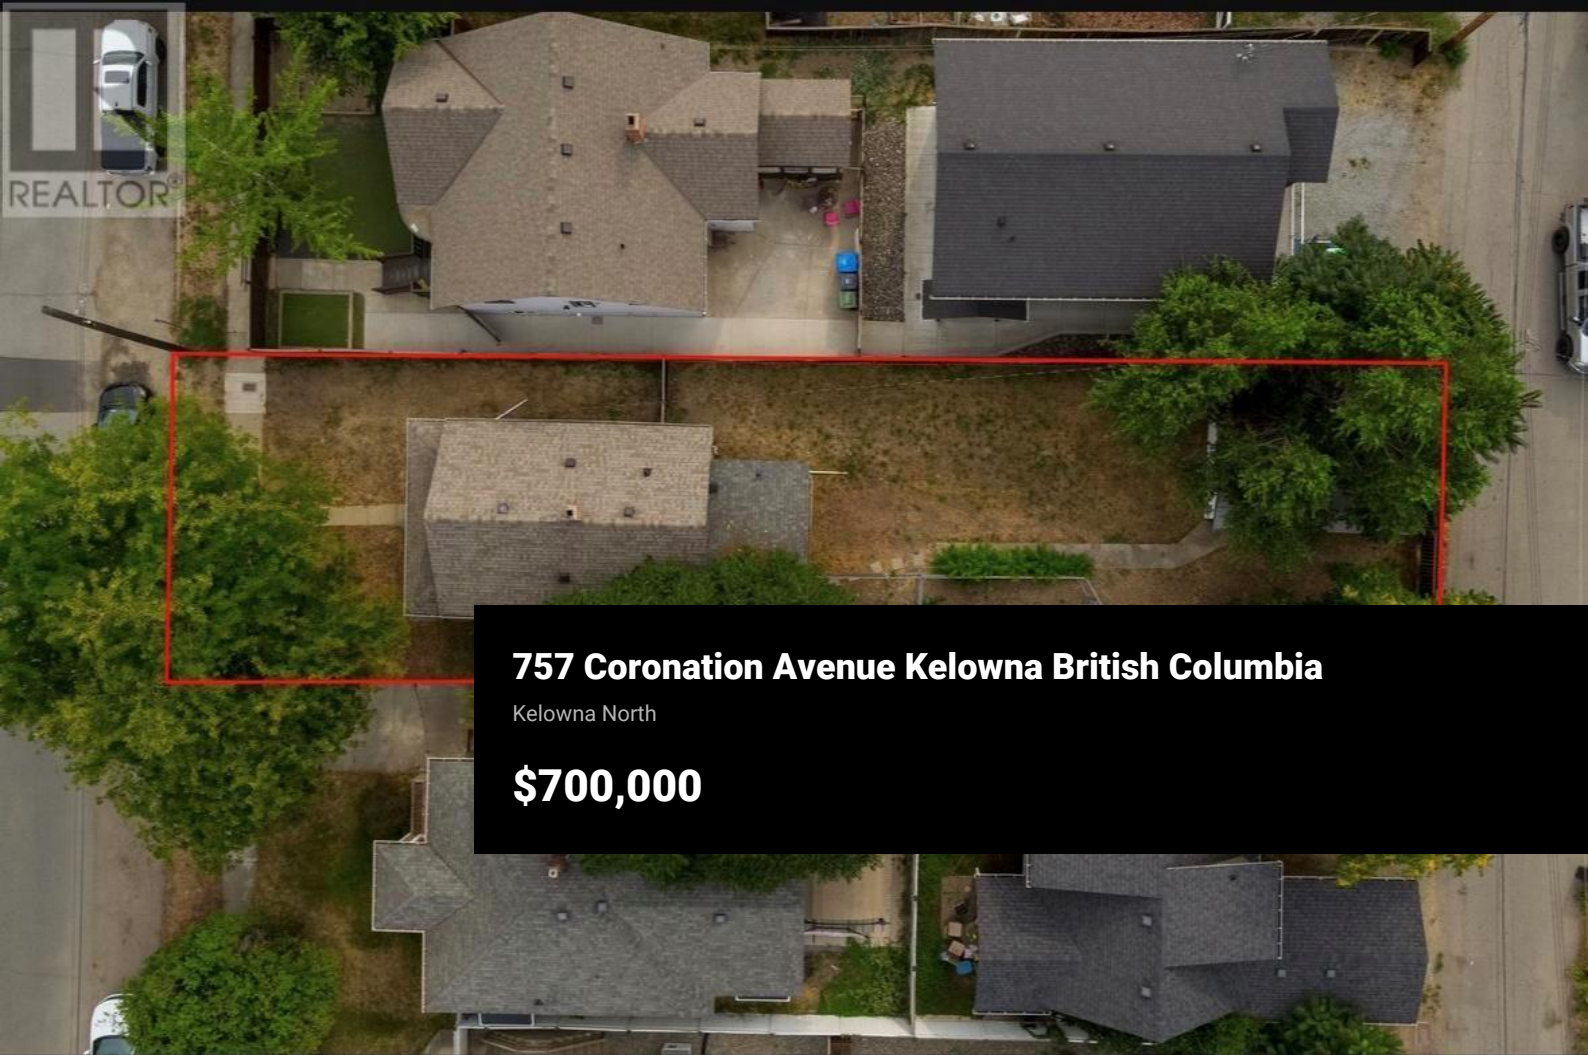 REALTOR®
757 Coronation Avenue Kelowna British Columbia
Kelowna North
$700,000